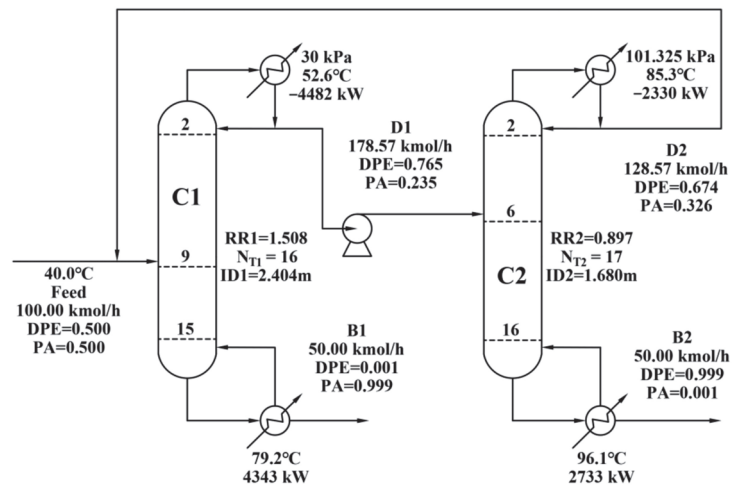 30 kPa
52.6°C
−4482 kW
2
C1
9
15
RR1=1.508
N_T1 = 16
ID1=2.404m
40.0°C
Feed
100.00 kmol/h
DPE=0.500
PA=0.500
B1
50.00 kmol/h
DPE=0.001
PA=0.999
79.2°C
4343 kW
D1
178.57 kmol/h
DPE=0.765
PA=0.235
101.325 kPa
85.3°C
−2330 kW
2
6
C2
16
D2
128.57 kmol/h
DPE=0.674
PA=0.326
RR2=0.897
N_T2 = 17
ID2=1.680m
B2
50.00 kmol/h
DPE=0.999
PA=0.001
96.1°C
2733 kW